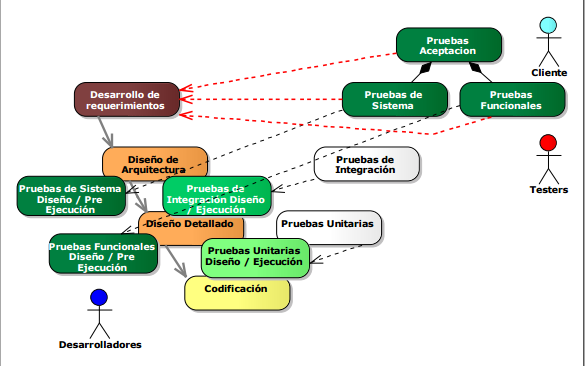 Pruebas
Aceptacion
Cliente
Desarrollo de
requerimientos
Pruebas de
Sistema
Pruebas
Funcionales
Diseño de
Arquitectura
Pruebas de
Integración
Testers
Pruebas de Sistema
Diseño / Pre
Ejecución
Pruebas da
Integración Diseño
/ Ejecución
Diseño Detallado
Pruebas Unitarias
Pruebas Funcionales
Diseño / Pre
Ejecución
Pruebas Unitarias
Diseño / Ejecución
Codificación
Desarrolladores